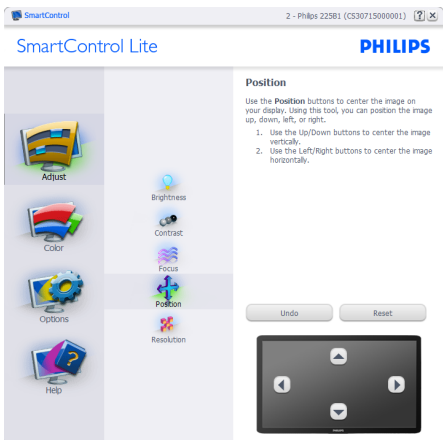 SmartControl
2 - Philips 225B1 (CS30715000001)
?
SmartControl Lite
PHILIPS
Adjust
Color
Options
Help
Brightness
Contrast
Focus
Position
Resolution
Position
Use the Position buttons to center the image on
your display. Using this tool, you can position the image
up, down, left, or right.
1. Use the Up/Down buttons to center the image
vertically.
2. Use the Left/Right buttons to center the image
horizontally.
Undo
Reset
PHILIPS